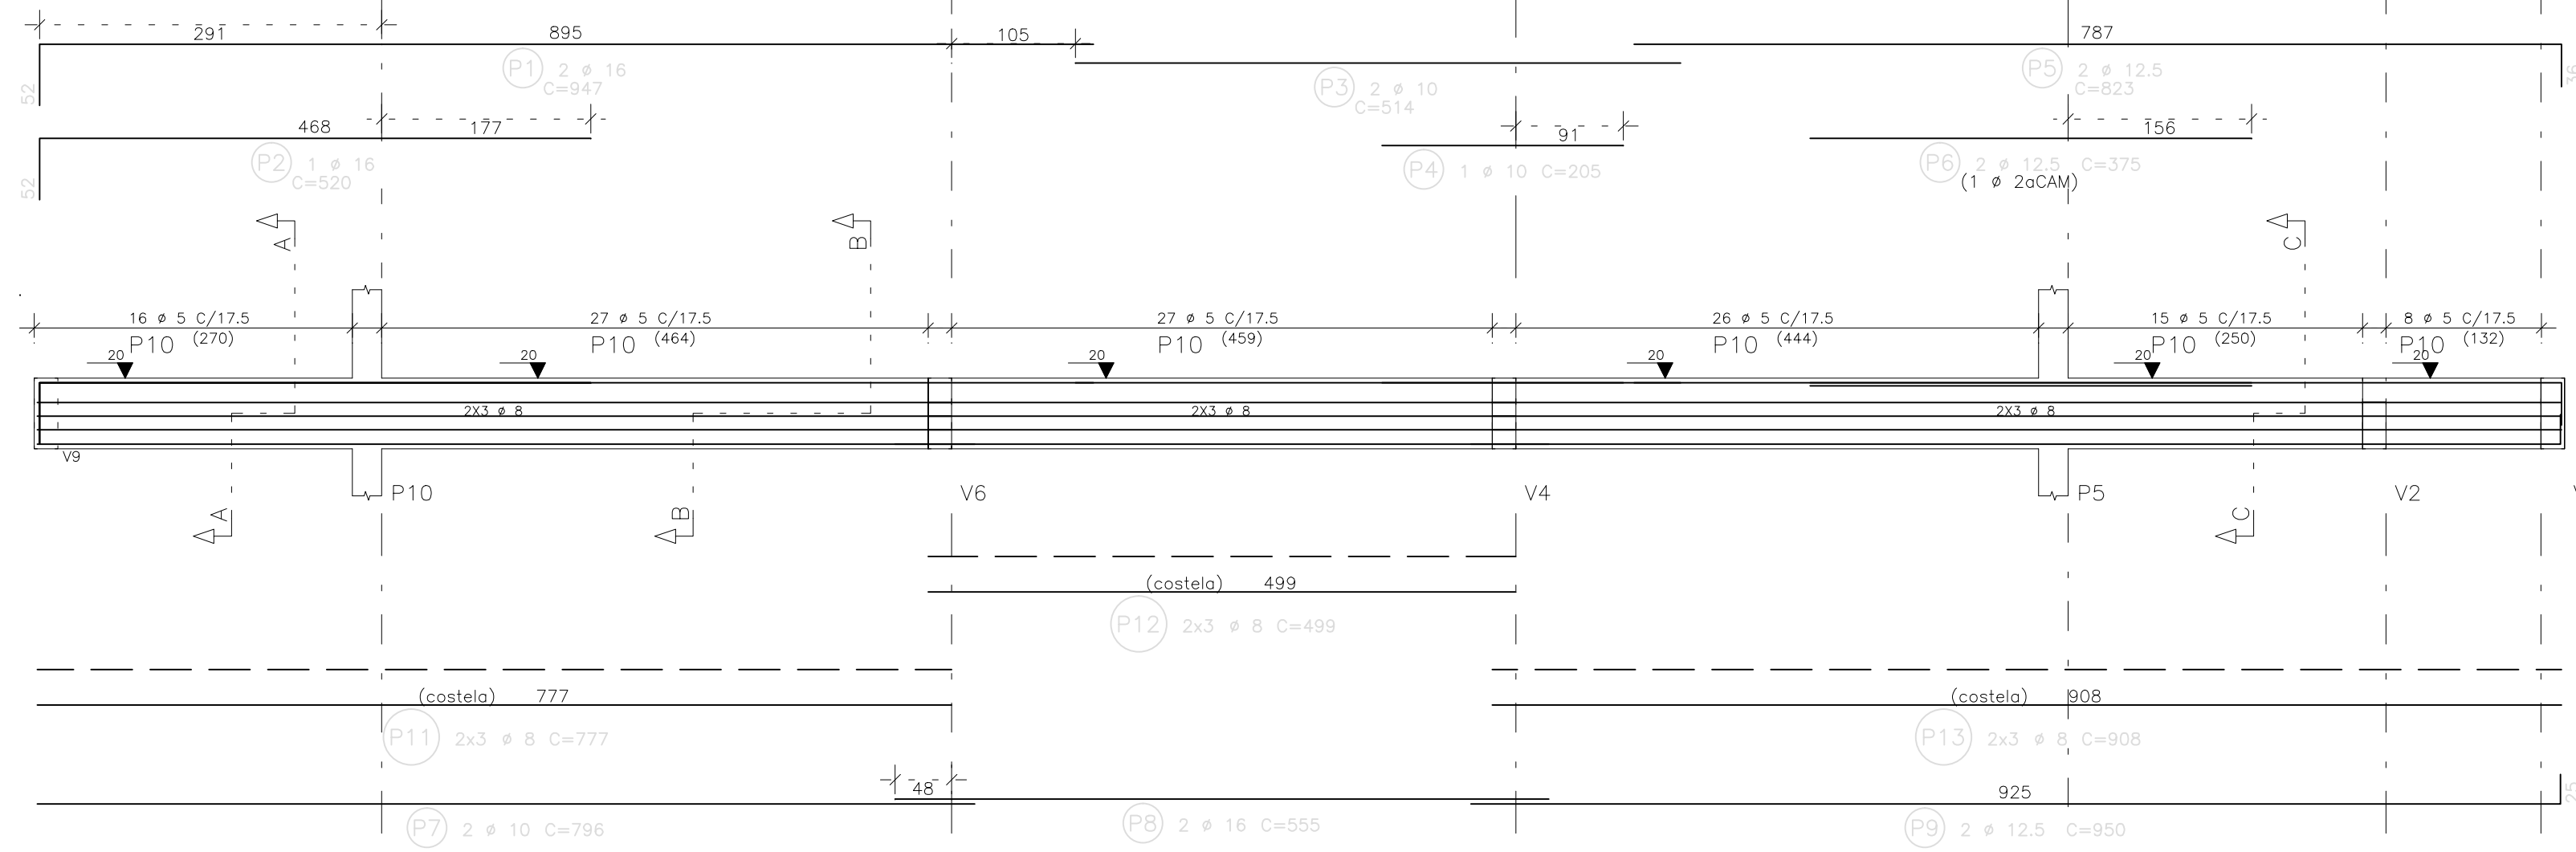 291
895
105
787
P1 2 ø 16
C=947
P3 2 ø 10
C=514
P5 2 ø 12.5
C=823
52
36
468
177
91
156
P2 1 ø 16
C=520
P4 1 ø 10 C=205
P6 2 ø 12.5 C=375
(1 ø 2aCAM)
52
A
B
C
16 ø 5 C/17.5
P10 (270)
27 ø 5 C/17.5
P10 (464)
27 ø 5 C/17.5
P10 (459)
26 ø 5 C/17.5
P10 (444)
15 ø 5 C/17.5
P10 (250)
8 ø 5 C/17.5
P10 (132)
20
20
20
20
20
20
2X3 ø 8
2X3 ø 8
2X3 ø 8
V9
P10
V6
V4
P5
V2
A
B
C
(costela) 499
P12 2x3 ø 8 C=499
(costela) 777
(costela) 908
P11 2x3 ø 8 C=777
P13 2x3 ø 8 C=908
48
925
25
P7 2 ø 10 C=796
P8 2 ø 16 C=555
P9 2 ø 12.5 C=950